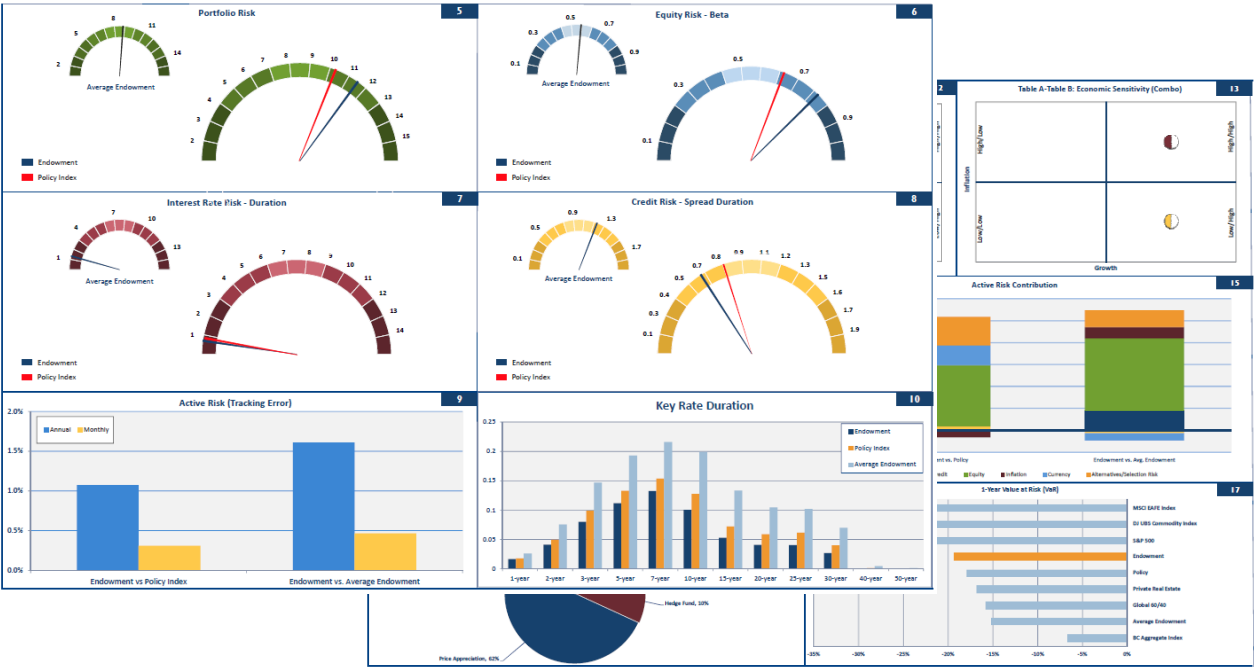 Portfolio Risk
5
2
5
8
11
14
Average Endowment
2
3
4
5
6
7
8
9
10
11
12
13
14
15
Endowment
Policy Index
Equity Risk - Beta
6
0.1
0.3
0.5
0.7
0.9
Average Endowment
0.1
0.3
0.5
0.7
0.9
Endowment
Policy Index
Interest Rate Risk - Duration
7
1
4
7
10
13
Average Endowment
1
2
3
4
5
6
7
8
9
10
11
12
13
14
Endowment
Policy Index
Credit Risk - Spread Duration
8
0.1
0.5
0.9
1.3
1.7
Average Endowment
0.1
0.3
0.4
0.5
0.7
0.8
0.9
1.1
1.2
1.3
1.5
1.6
1.7
1.9
Endowment
Policy Index
Active Risk (Tracking Error)
9
2.0%
1.5%
1.0%
0.5%
0.0%
Annual Monthly
Endowment vs Policy Index
Endowment vs. Average Endowment
Key Rate Duration
10
0.25
0.2
0.15
0.1
0.05
0
Endowment
Policy Index
Average Endowment
1-year 2-year 3-year 5-year 7-year 10-year 15-year 20-year 25-year 30-year 40-year 50-year
2
Table A-Table B: Economic Sensitivity (Combo)
13
High/Low
High/High
Inflation
Low/Low
Low/High
Growth
Active Risk Contribution
15
nt vs. Policy
Endowment vs. Avg. Endowment
edit Equity Inflation Currency Alternatives/Selection Risk
1-Year Value at Risk (VaR)
17
MSCI EAFE Index
DJ UBS Commodity Index
S&P 500
Endowment
Policy
Private Real Estate
Global 60/40
Average Endowment
BC Aggregate Index
-35% -30% -25% -20% -15% -10% -5% 0%
Hedge Fund, 10%
Price Appreciation, 62%